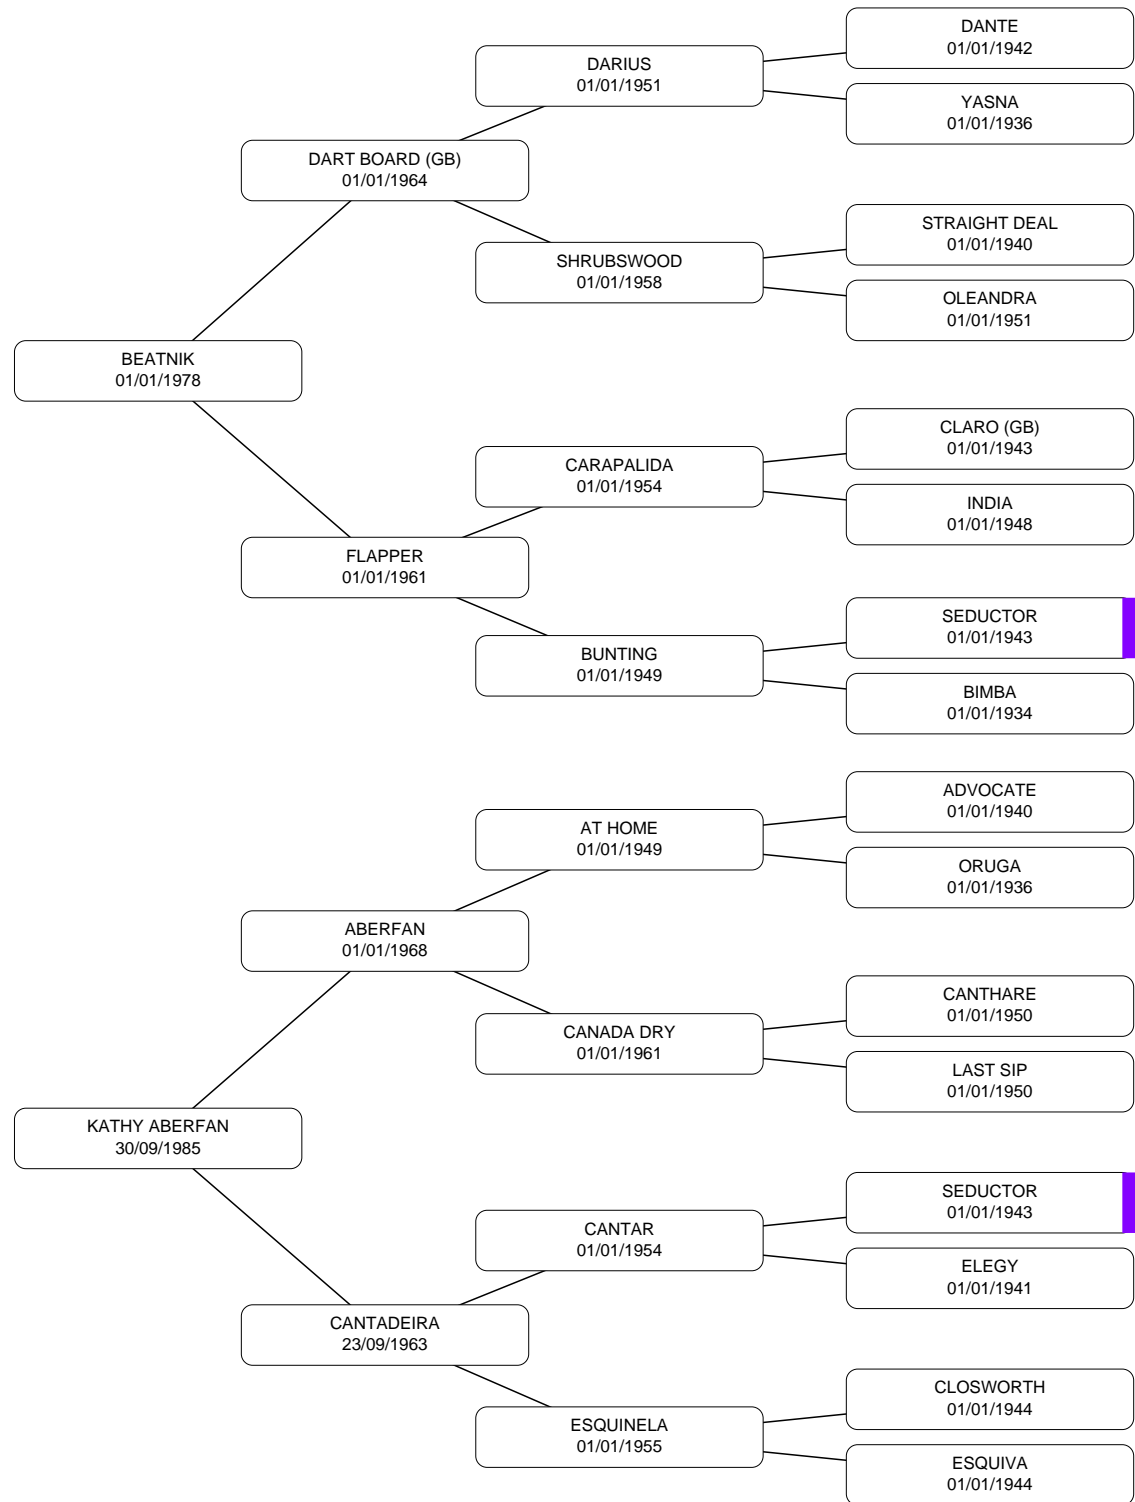 DANTE
01/01/1942
DARIUS
01/01/1951
YASNA
01/01/1936
DART BOARD (GB)
01/01/1964
STRAIGHT DEAL
01/01/1940
SHRUBSWOOD
01/01/1958
OLEANDRA
01/01/1951
BEATNIK
01/01/1978
CLARO (GB)
01/01/1943
CARAPALIDA
01/01/1954
INDIA
01/01/1948
FLAPPER
01/01/1961
SEDUCTOR
01/01/1943
BUNTING
01/01/1949
BIMBA
01/01/1934
ADVOCATE
01/01/1940
AT HOME
01/01/1949
ORUGA
01/01/1936
ABERFAN
01/01/1968
CANTHARE
01/01/1950
CANADA DRY
01/01/1961
LAST SIP
01/01/1950
KATHY ABERFAN
30/09/1985
SEDUCTOR
01/01/1943
CANTAR
01/01/1954
ELEGY
01/01/1941
CANTADEIRA
23/09/1963
CLOSWORTH
01/01/1944
ESQUINELA
01/01/1955
ESQUIVA
01/01/1944